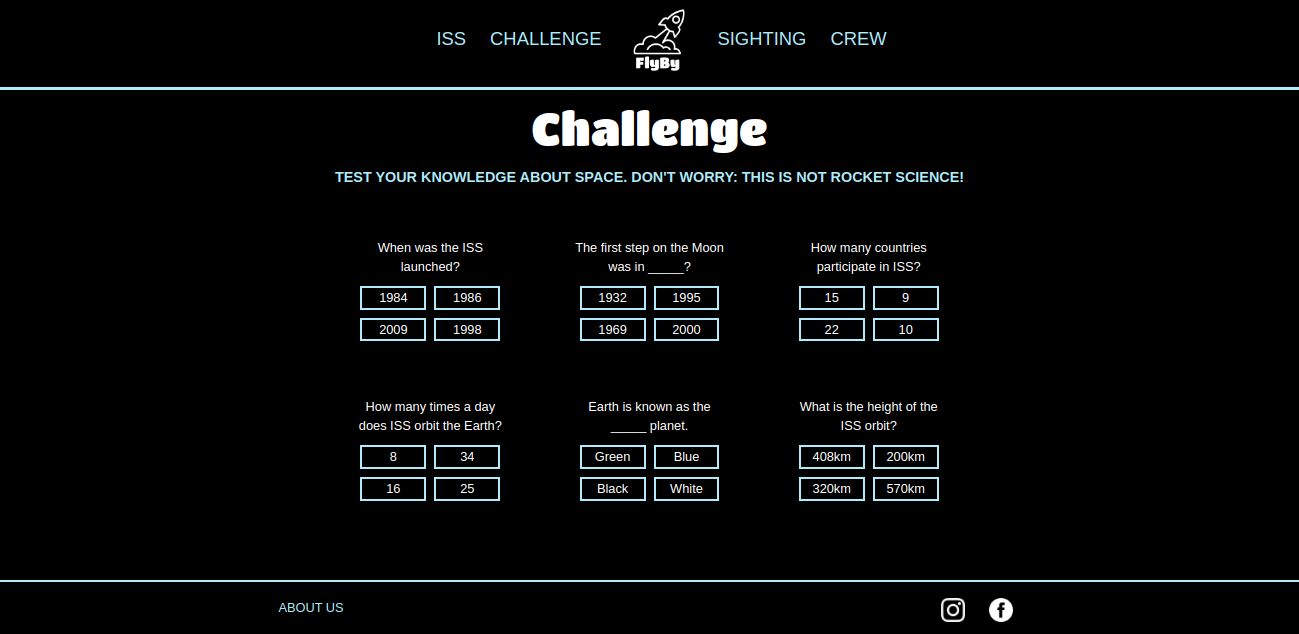 ISS CHALLENGE FlyBy SIGHTING CREW
Challenge
TEST YOUR KNOWLEDGE ABOUT SPACE. DON'T WORRY: THIS IS NOT ROCKET SCIENCE!
When was the ISS
launched?
1984 1986
2009 1998
The first step on the Moon
was in _____?
1932 1995
1969 2000
How many countries
participate in ISS?
15 9
22 10
How many times a day
does ISS orbit the Earth?
8 34
16 25
Earth is known as the
_____ planet.
Green Blue
Black White
What is the height of the
ISS orbit?
408km 200km
320km 570km
ABOUT US